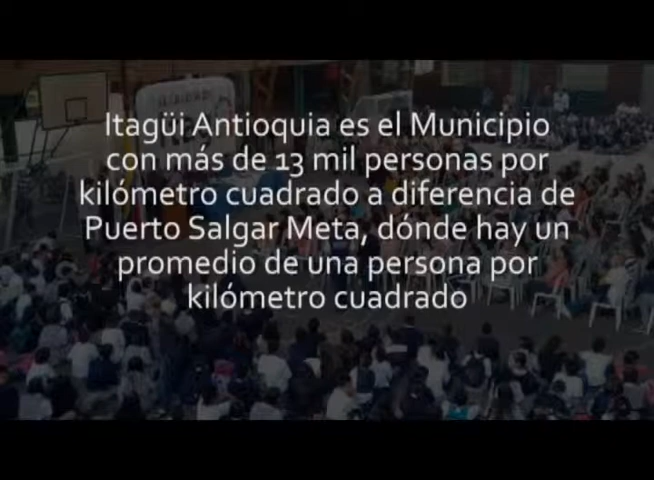 Itagüi Antioquia es el Municipio
con más de 13 mil personas por
kilómetro cuadrado a diferencia de
Puerto Salgar Meta, dónde hay un
promedio de una persona por
kilómetro cuadrado